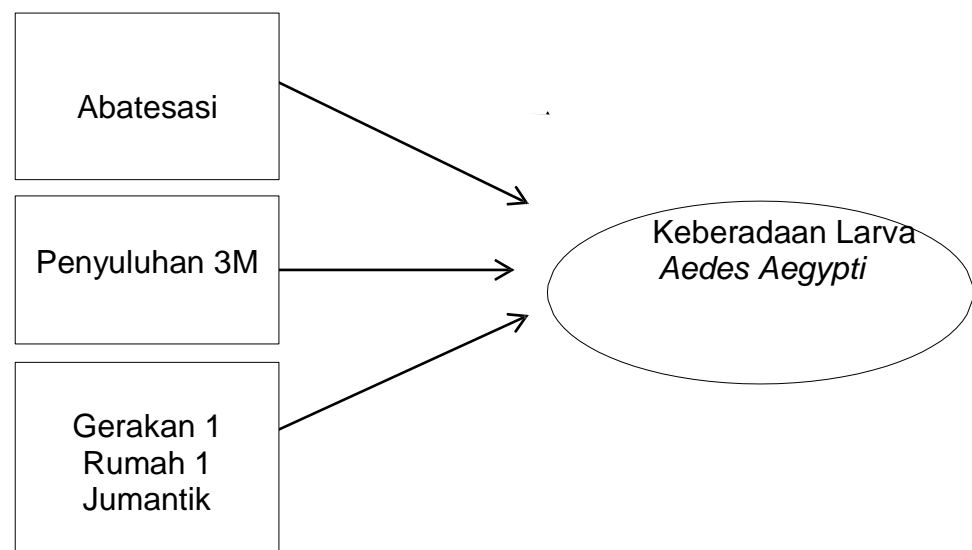 Abatesasi
Penyuluhan 3M
Gerakan 1
Rumah 1
Jumantik
Keberadaan Larva
Aedes Aegypti